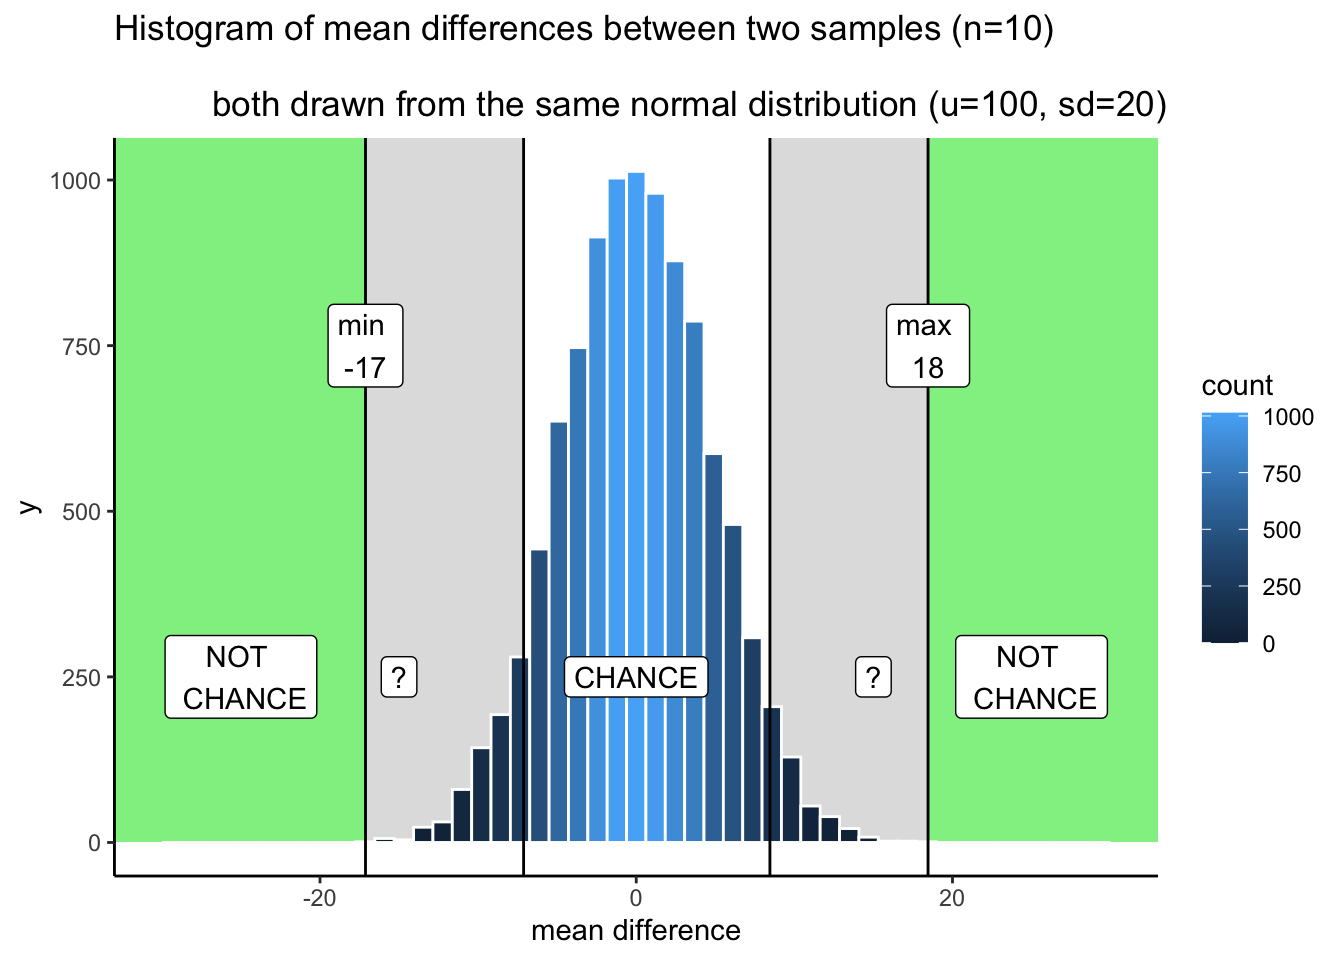 Histogram of mean differences between two samples (n=10)
both drawn from the same normal distribution (u=100, sd=20)
1000
750
500
250
0
y
min
-17
max
18
NOT
CHANCE
?
CHANCE
?
NOT
CHANCE
-20
0
20
mean difference
count
1000
750
500
250
0